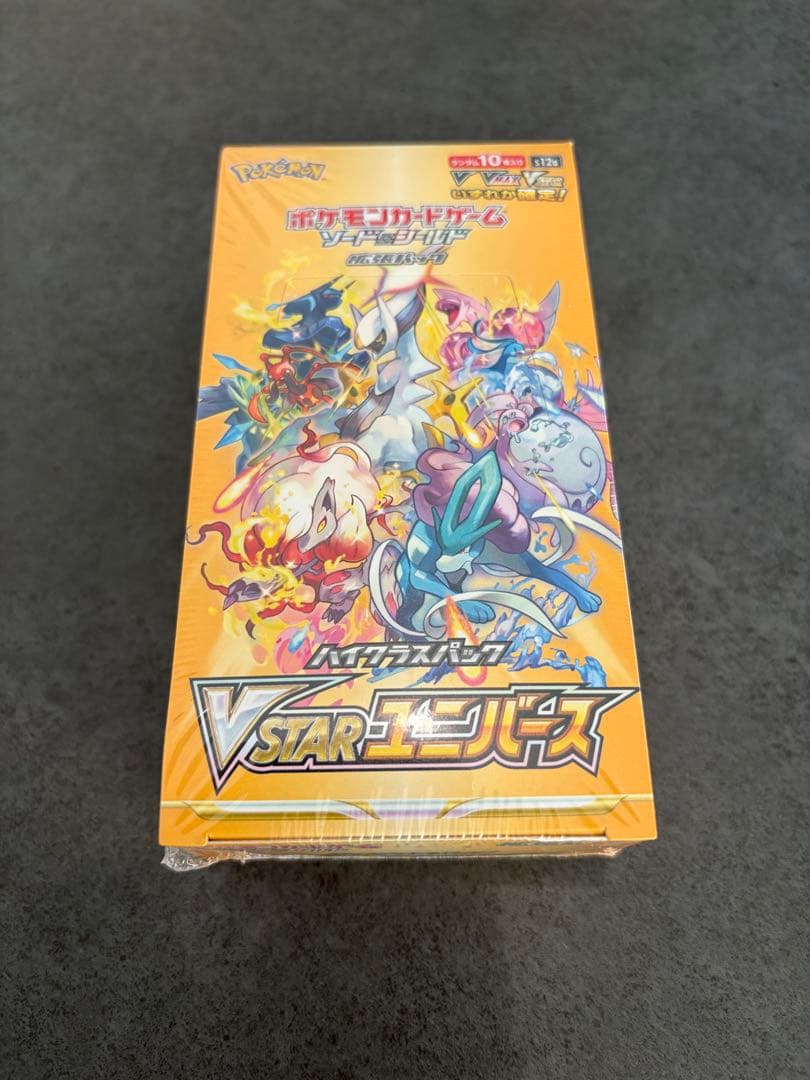 POKÉMON
ランダム10枚入り s12a
V VMAX VSTAR
いずれか確定!
ポケモンカードゲーム
ソード&シールド
拡張パック
ハイクラスパック
VSTARユニバース